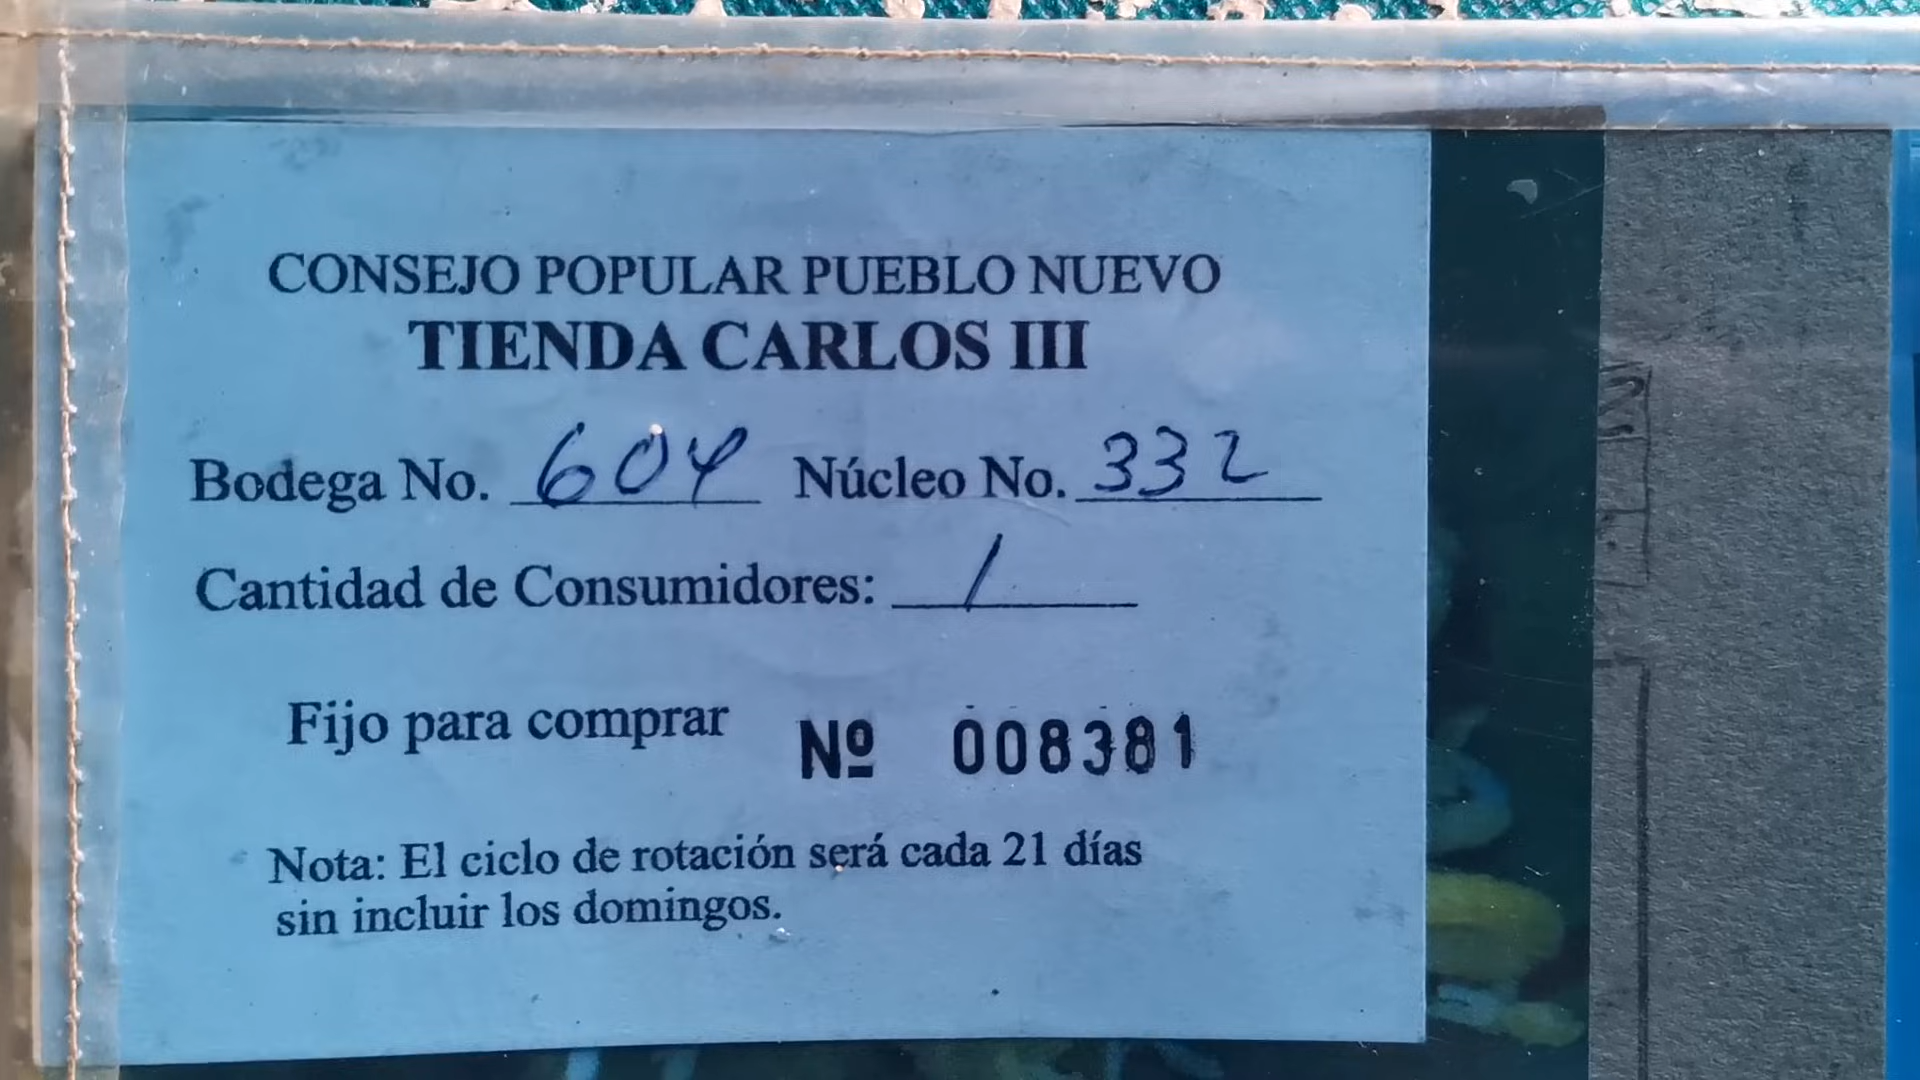 CONSEJO POPULAR PUEBLO NUEVO
TIENDA CARLOS III
Bodega No. 604 Núcleo No. 332
Cantidad de Consumidores: 1
Fijo para comprar Nº 008381
Nota: El ciclo de rotación será cada 21 días
sin incluir los domingos.